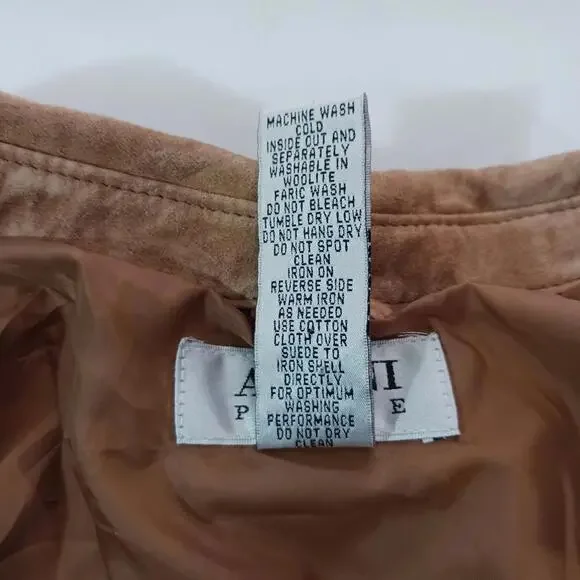 MACHINE WASH
COLD
INSIDE OUT AND
SEPARATELY
WASHABLE IN
WOOLITE
FARIC WASH
DO NOT BLEACH
TUMBLE DRY LOW
DO NOT HANG DRY
DO NOT SPOT
CLEAN
IRON ON
REVERSE SIDE
WARM IRON
AS NEEDED
USE COTTON
CLOTH OVER
SUEDE TO
IRON SHELL
DIRECTLY
FOR OPTIMUM
WASHING
PERFORMANCE
DO NOT DRY
CLEAN